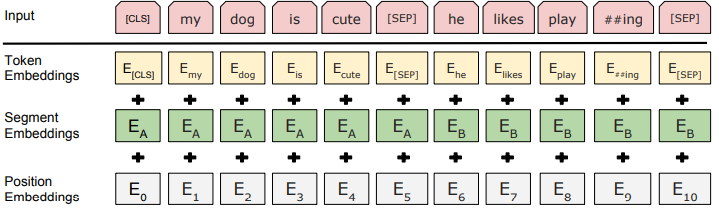 Input [CLS] my dog is cute [SEP] he likes play ##ing [SEP]
Token
Embeddings E[CLS] Emy Edog Eis Ecute E[SEP] Ehe Elikes Eplay E##ing E[SEP]
+ + + + + + + + + + +
Segment
Embeddings EA EA EA EA EA EA EB EB EB EB EB
+ + + + + + + + + + +
Position
Embeddings E0 E1 E2 E3 E4 E5 E6 E7 E8 E9 E10